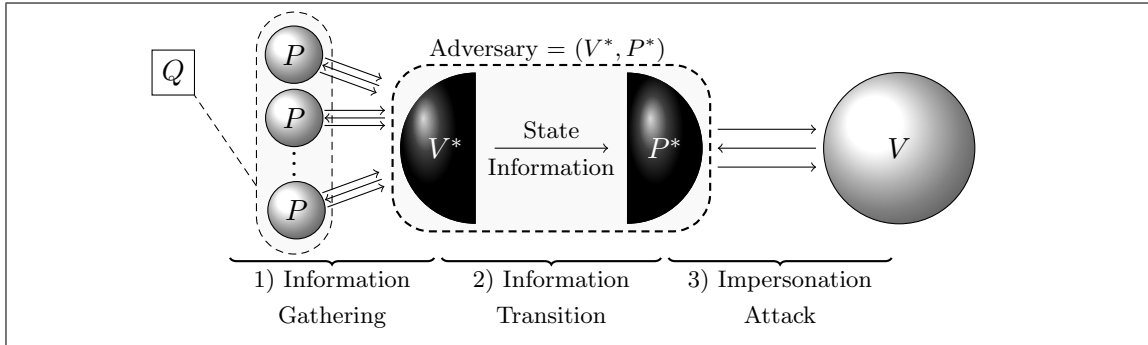 Adversary = (V*, P*)
Q
P
P
⋮
P
V*
State
Information
P*
V
1) Information
Gathering
2) Information
Transition
3) Impersonation
Attack